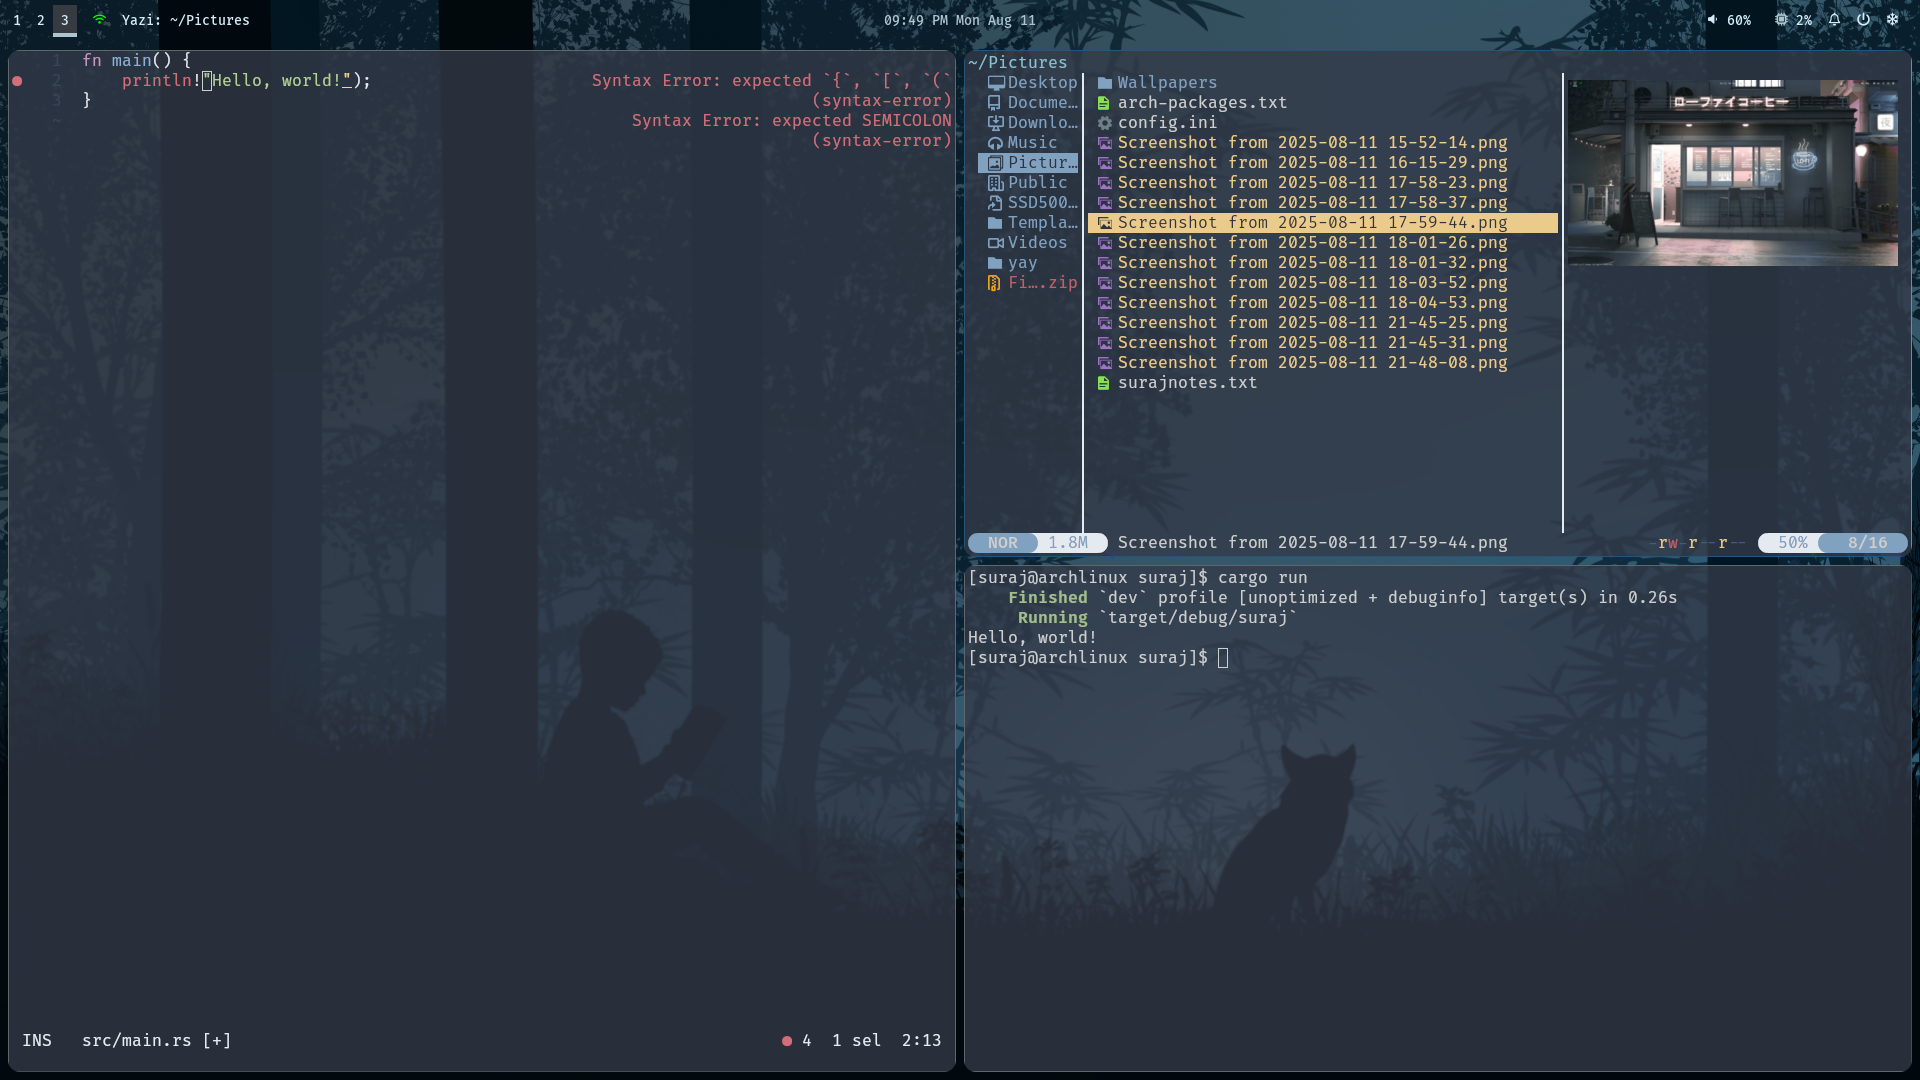 1 2 3 Yazi: ~/Pictures
09:49 PM Mon Aug 11
60% 2%
1 fn main() {
2 println!"Hello, world!"_);
3 }
~
Syntax Error: expected `{`, `[`, `(`
(syntax-error)
Syntax Error: expected SEMICOLON
(syntax-error)
INS src/main.rs [+]
4 1 sel 2:13
~/Pictures
Desktop
Docume…
Downlo…
Music
Pictur…
Public
SSD500…
Templa…
Videos
yay
Fi….zip
Wallpapers
arch-packages.txt
config.ini
Screenshot from 2025-08-11 15-52-14.png
Screenshot from 2025-08-11 16-15-29.png
Screenshot from 2025-08-11 17-58-23.png
Screenshot from 2025-08-11 17-58-37.png
Screenshot from 2025-08-11 17-59-44.png
Screenshot from 2025-08-11 18-01-26.png
Screenshot from 2025-08-11 18-01-32.png
Screenshot from 2025-08-11 18-03-52.png
Screenshot from 2025-08-11 18-04-53.png
Screenshot from 2025-08-11 21-45-25.png
Screenshot from 2025-08-11 21-45-31.png
Screenshot from 2025-08-11 21-48-08.png
surajnotes.txt
ローファイコーヒー
NOR 1.8M Screenshot from 2025-08-11 17-59-44.png
-rw-r--r-- 50% 8/16
[suraj@archlinux suraj]$ cargo run
Finished `dev` profile [unoptimized + debuginfo] target(s) in 0.26s
Running `target/debug/suraj`
Hello, world!
[suraj@archlinux suraj]$